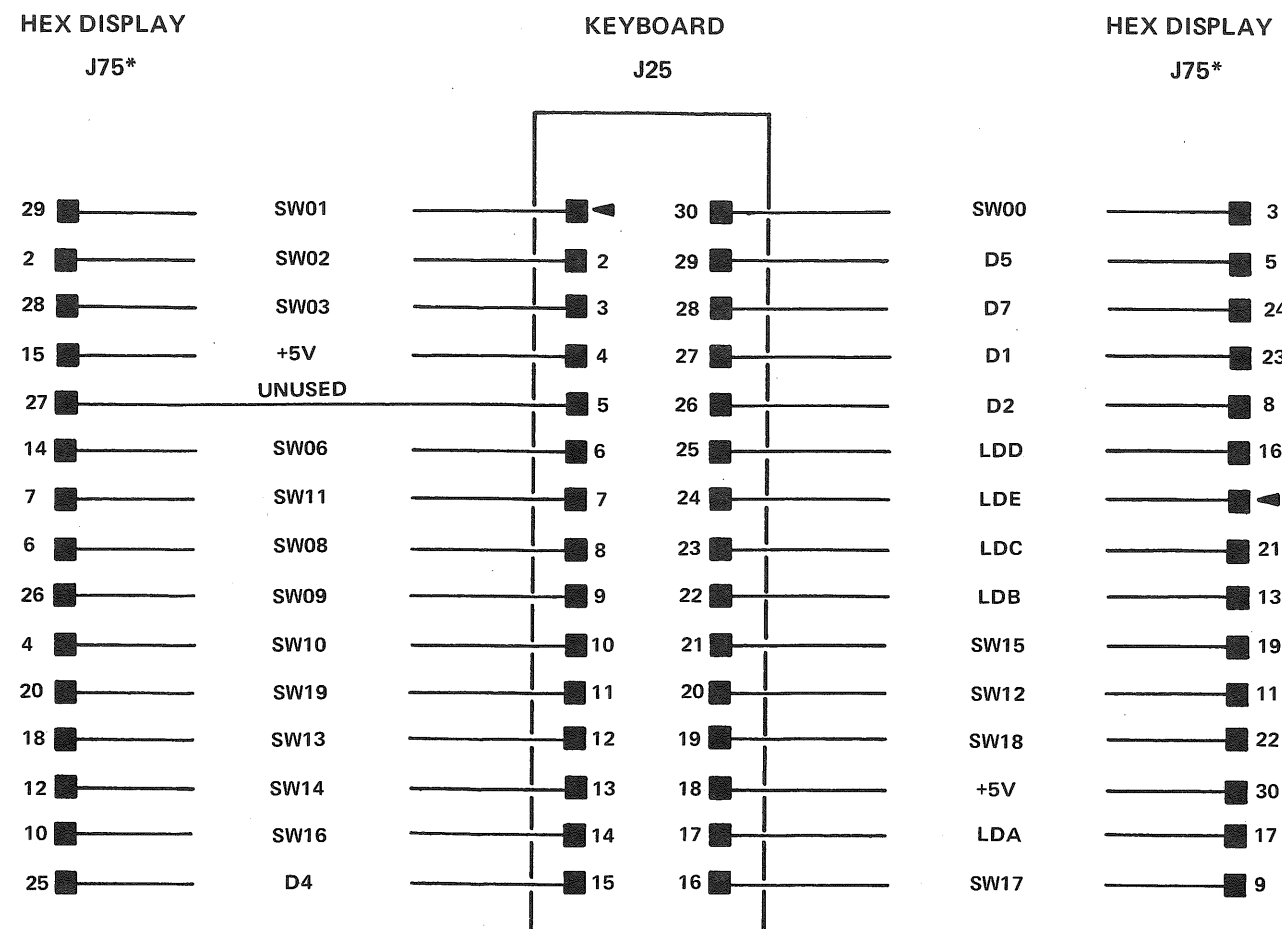 HEX DISPLAY KEYBOARD HEX DISPLAY
J75* J25 J75*
29 SW01 30 SW00 3
2 SW02 2 29 D5 5
28 SW03 3 28 D7 24
15 +5V 4 27 D1 23
27 UNUSED 5 26 D2 8
14 SW06 6 25 LDD 16
7 SW11 7 24 LDE
6 SW08 8 23 LDC 21
26 SW09 9 22 LDB 13
4 SW10 10 21 SW15 19
20 SW19 11 20 SW12 11
18 SW13 12 19 SW18 22
12 SW14 13 18 +5V 30
10 SW16 14 17 LDA 17
25 D4 15 16 SW17 9